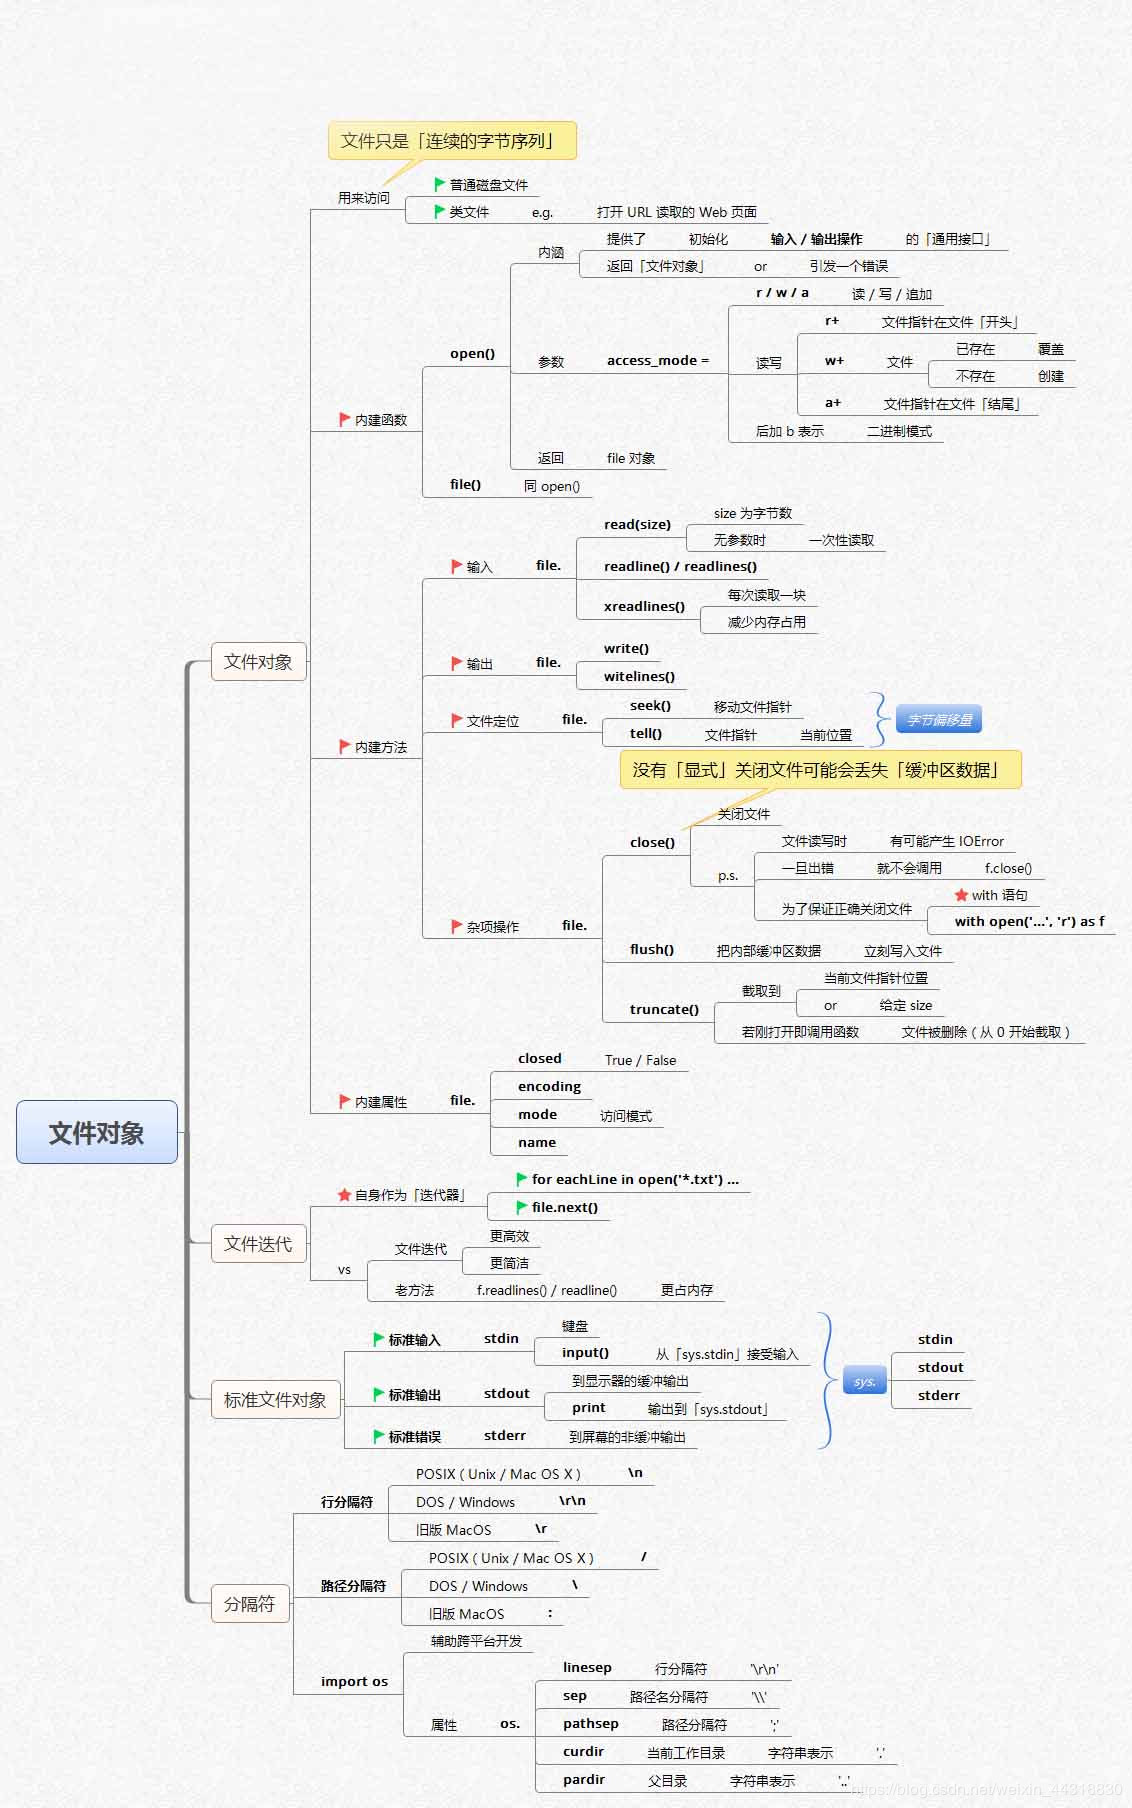 文件只是「连续的字节序列」
用来访问
普通磁盘文件
类文件 e.g. 打开 URL 读取的 Web 页面
内建函数
open()
内涵
提供了 初始化 输入 / 输出操作 的「通用接口」
返回「文件对象」 or 引发一个错误
参数 access_mode =
r / w / a 读 / 写 / 追加
读写
r+ 文件指针在文件「开头」
w+ 文件
已存在 覆盖
不存在 创建
a+ 文件指针在文件「结尾」
后加 b 表示 二进制模式
返回 file 对象
file() 同 open()
文件对象
内建方法
输入 file.
read(size)
size 为字节数
无参数时 一次性读取
readline() / readlines()
xreadlines()
每次读取一块
减少内存占用
输出 file.
write()
witelines()
文件定位 file.
seek() 移动文件指针
tell() 文件指针 当前位置
字节偏移量
没有「显式」关闭文件可能会丢失「缓冲区数据」
杂项操作 file.
close()
关闭文件
p.s.
文件读写时 有可能产生 IOError
一旦出错 就不会调用 f.close()
为了保证正确关闭文件
with 语句
with open('...', 'r') as f
flush() 把内部缓冲区数据 立刻写入文件
truncate()
截取到
当前文件指针位置
or 给定 size
若刚打开即调用函数 文件被删除 ( 从 0 开始截取 )
内建属性 file.
closed True / False
encoding
mode 访问模式
name
文件对象
文件迭代
自身作为「迭代器」
for eachLine in open('*.txt') ...
file.next()
vs
文件迭代
更高效
更简洁
老方法 f.readlines() / readline() 更占内存
标准文件对象
标准输入 stdin
键盘
input() 从「sys.stdin」接受输入
标准输出 stdout
到显示器的缓冲输出
print 输出到「sys.stdout」
标准错误 stderr 到屏幕的非缓冲输出
sys.
stdin
stdout
stderr
分隔符
行分隔符
POSIX ( Unix / Mac OS X ) \n
DOS / Windows \r\n
旧版 MacOS \r
路径分隔符
POSIX ( Unix / Mac OS X ) /
DOS / Windows \
旧版 MacOS :
import os
辅助跨平台开发
属性 os.
linesep 行分隔符 '\r\n'
sep 路径名分隔符 '\\'
pathsep 路径分隔符 ';'
curdir 当前工作目录 字符串表示 '.'
pardir 父目录 字符串表示 '..'
https://blog.csdn.net/weixin_44318830